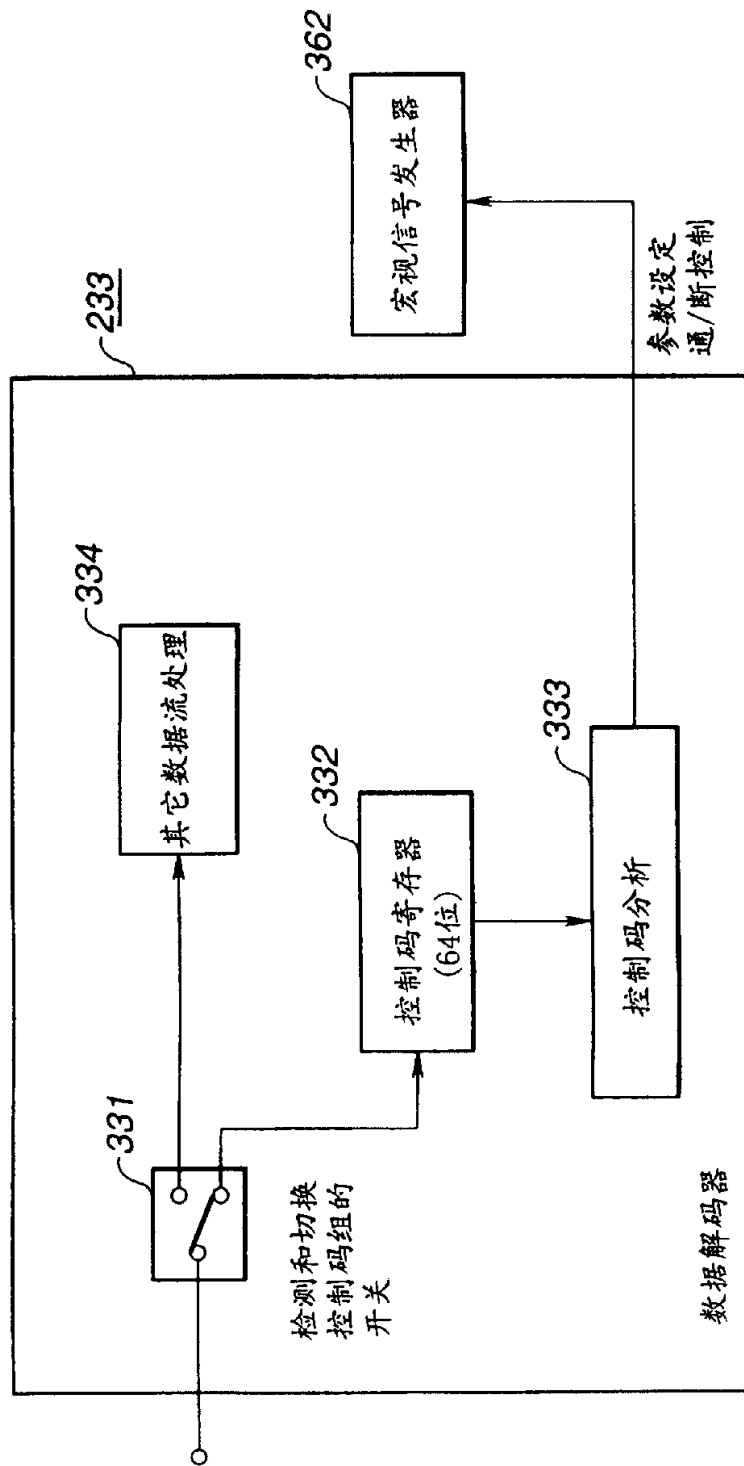 233
331
检测和切换
控制码组的
开关
334
其它数据流处理
332
控制码寄存器
(64位)
333
控制码分析
数据解码器
362
宏视信号发生器
参数设定
通/断控制